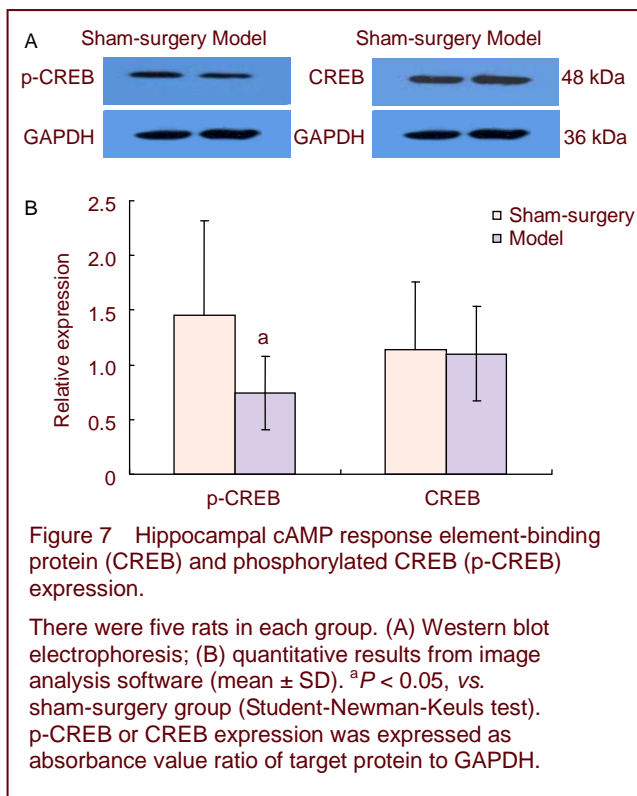 A
Sham-surgery Model
Sham-surgery Model
p-CREB
CREB
48 kDa
GAPDH
GAPDH
36 kDa
B
2.5
2.0
1.5
1.0
0.5
0
Relative expression
Sham-surgery
Model
a
p-CREB
CREB
Figure 7 Hippocampal cAMP response element-binding
protein (CREB) and phosphorylated CREB (p-CREB)
expression.
There were five rats in each group. (A) Western blot
electrophoresis; (B) quantitative results from image
analysis software (mean ± SD). ᵃP < 0.05, vs.
sham-surgery group (Student-Newman-Keuls test).
p-CREB or CREB expression was expressed as
absorbance value ratio of target protein to GAPDH.